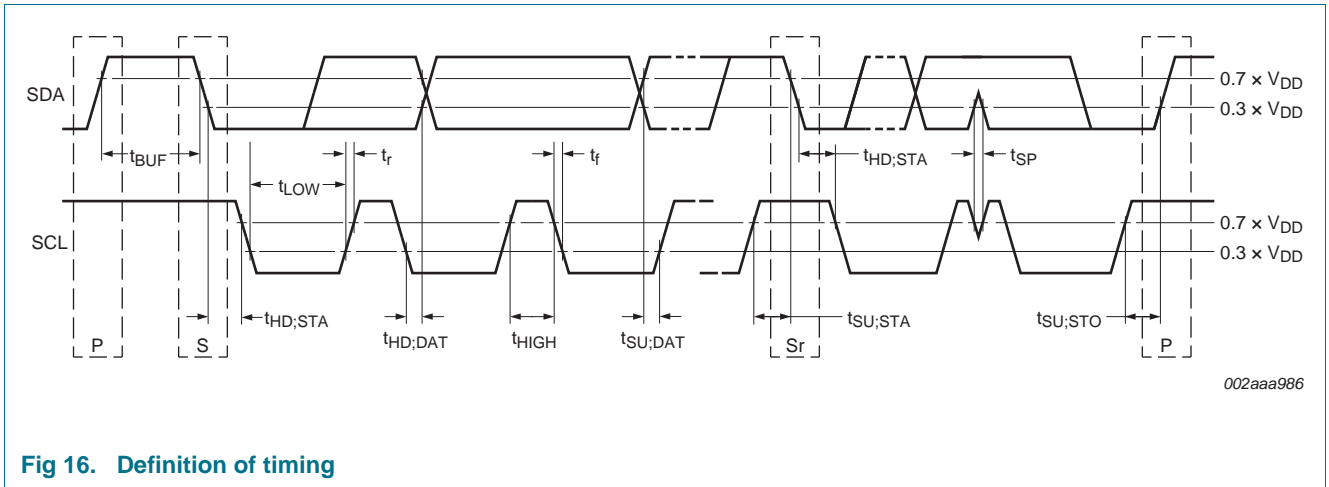 0.7 × VDD
SDA
0.3 × VDD
tBUF
tr
tf
tHD;STA
tSP
tLOW
0.7 × VDD
SCL
0.3 × VDD
tHD;STA
tSU;STA
tSU;STO
tHD;DAT
tHIGH
tSU;DAT
P
S
Sr
P
002aaa986
Fig 16. Definition of timing